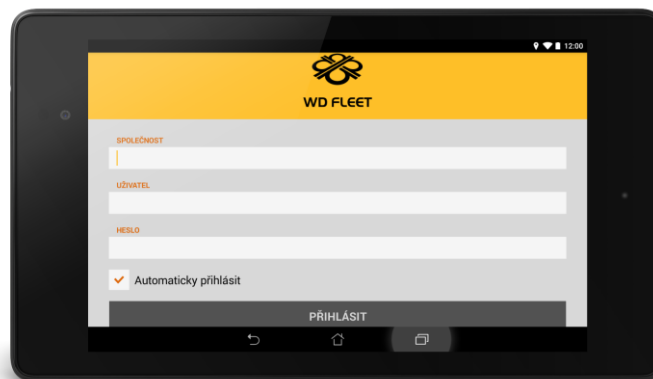 12:00
WD FLEET
SPOLEČNOST
UŽIVATEL
HESLO
Automaticky přihlásit
PŘIHLÁSIT